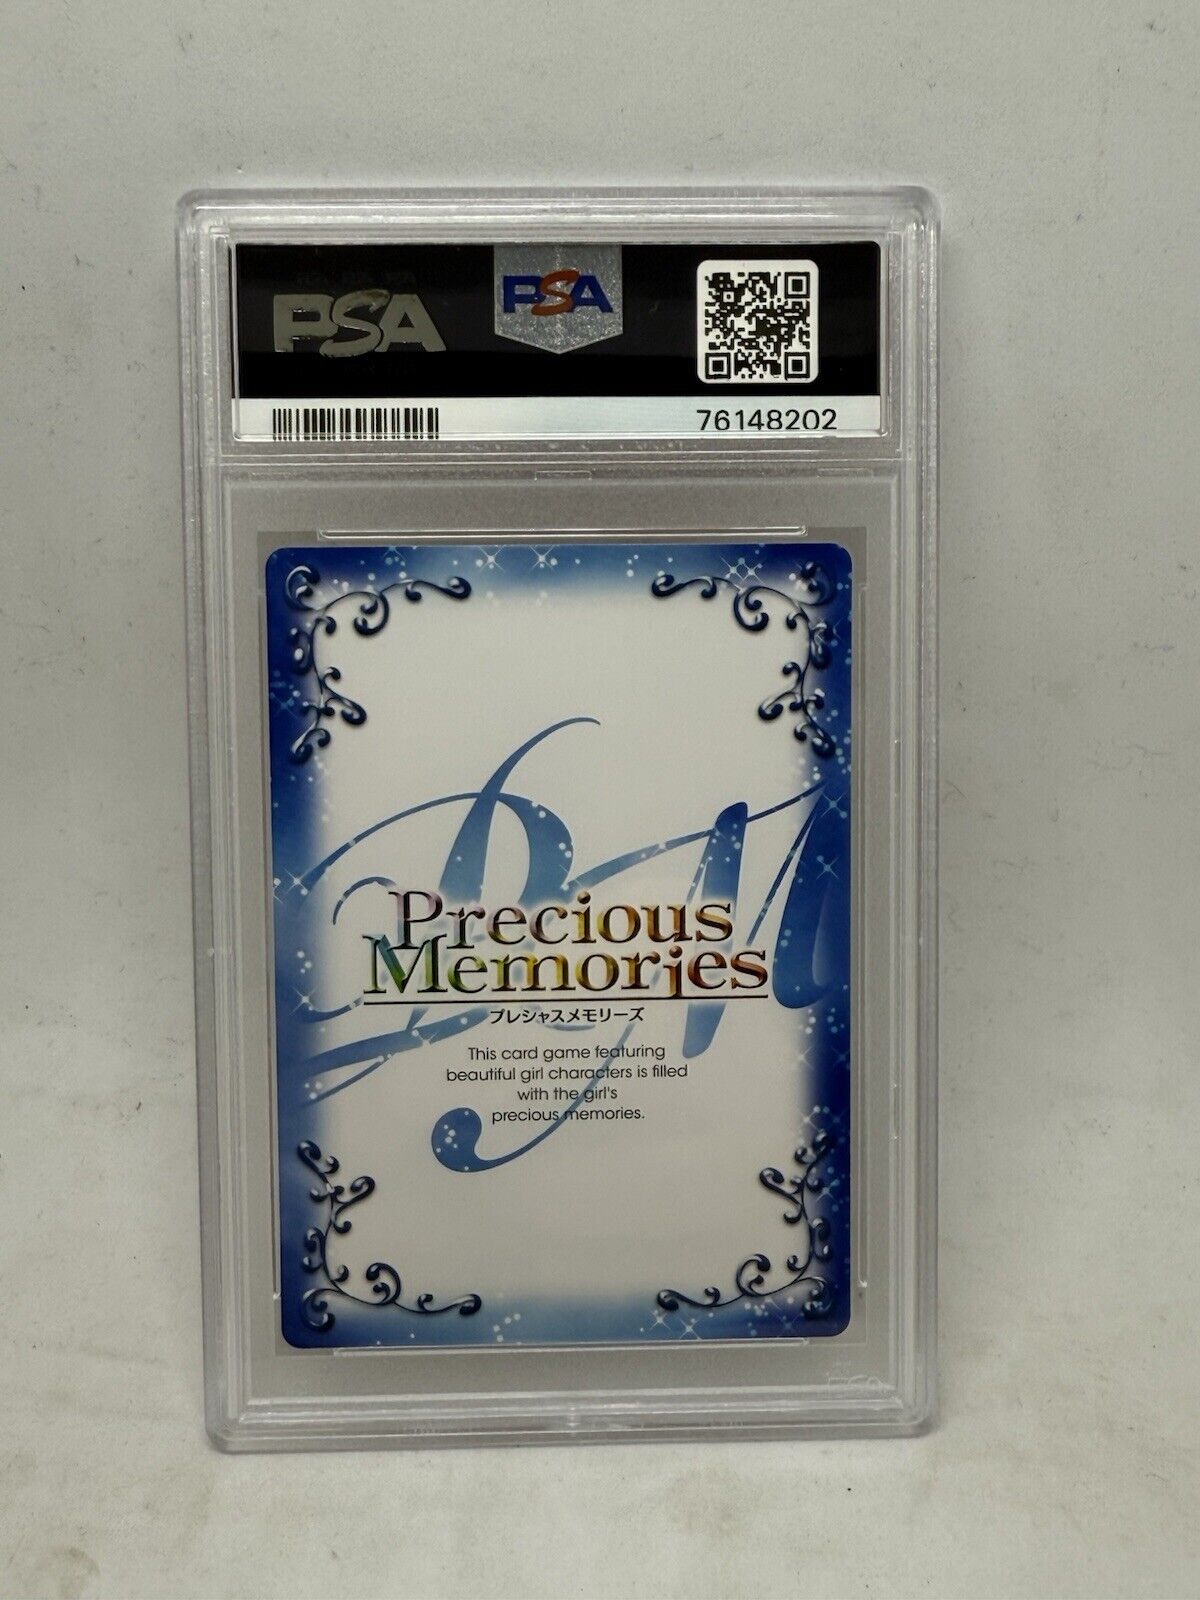 PSA
PSA
76148202
PM
Precious
Memories
プレシャスメモリーズ
This card game featuring
beautiful girl characters is filled
with the girl's
precious memories.